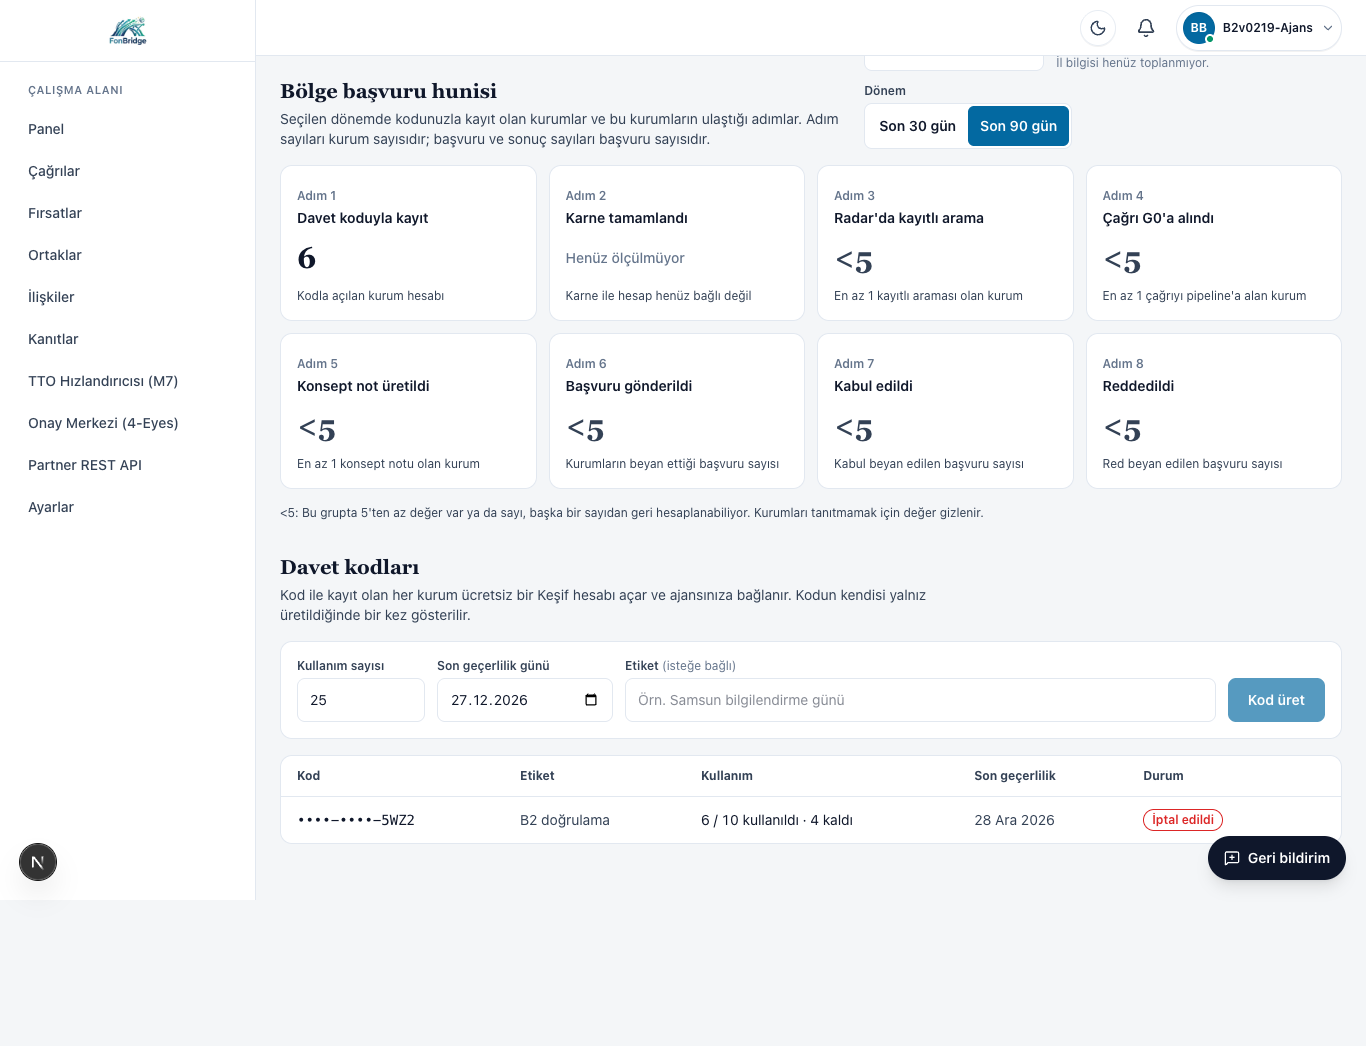 FonBridge
BB
B2v0219-Ajans
ÇALIŞMA ALANI
Panel
Çağrılar
Fırsatlar
Ortaklar
İlişkiler
Kanıtlar
TTO Hızlandırıcısı (M7)
Onay Merkezi (4-Eyes)
Partner REST API
Ayarlar
İl bilgisi henüz toplanmıyor.
Bölge başvuru hunisi
Seçilen dönemde kodunuzla kayıt olan kurumlar ve bu kurumların ulaştığı adımlar. Adım
sayıları kurum sayısıdır; başvuru ve sonuç sayıları başvuru sayısıdır.
Dönem
Son 30 gün
Son 90 gün
Adım 1
Davet koduyla kayıt
6
Kodla açılan kurum hesabı
Adım 2
Karne tamamlandı
Henüz ölçülmüyor
Karne ile hesap henüz bağlı değil
Adım 3
Radar'da kayıtlı arama
<5
En az 1 kayıtlı araması olan kurum
Adım 4
Çağrı G0'a alındı
<5
En az 1 çağrıyı pipeline'a alan kurum
Adım 5
Konsept not üretildi
<5
En az 1 konsept notu olan kurum
Adım 6
Başvuru gönderildi
<5
Kurumların beyan ettiği başvuru sayısı
Adım 7
Kabul edildi
<5
Kabul beyan edilen başvuru sayısı
Adım 8
Reddedildi
<5
Red beyan edilen başvuru sayısı
<5: Bu grupta 5'ten az değer var ya da sayı, başka bir sayıdan geri hesaplanabiliyor. Kurumları tanıtmamak için değer gizlenir.
Davet kodları
Kod ile kayıt olan her kurum ücretsiz bir Keşif hesabı açar ve ajansınıza bağlanır. Kodun kendisi yalnız
üretildiğinde bir kez gösterilir.
Kullanım sayısı
25
Son geçerlilik günü
27.12.2026
Etiket (isteğe bağlı)
Örn. Samsun bilgilendirme günü
Kod üret
Kod Etiket Kullanım Son geçerlilik Durum
••••–••••–5WZ2 B2 doğrulama 6 / 10 kullanıldı · 4 kaldı 28 Ara 2026 İptal edildi
N
Geri bildirim